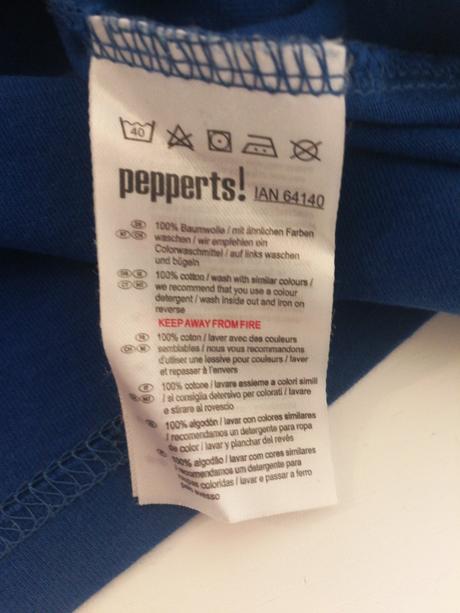 40
pepperts! IAN 64140
DE AT CH 100% Baumwolle / mit ähnlichen Farben
waschen / wir empfehlen ein
Colorwaschmittel / auf links waschen
und bügeln
100% cotton / wash with similar colours /
we recommend that you use a colour
detergent / wash inside out and iron on
reverse
KEEP AWAY FROM FIRE
100% coton / laver avec des couleurs
semblables / nous vous recommandons
d'utiliser une lessive pour couleurs / laver
et repasser à l'envers
100% cotone / lavare assieme a colori simili
/ si consiglia detersivo per colorati / lavare
e stirare al rovescio
100% algodón / lavar con colores similares
/ recomendamos un detergente para ropa
de color / lavar y planchar del revés
100% algodão / lavar com cores similares
recomendamos um detergente para
coloridas / lavar e passar a ferro
avesso